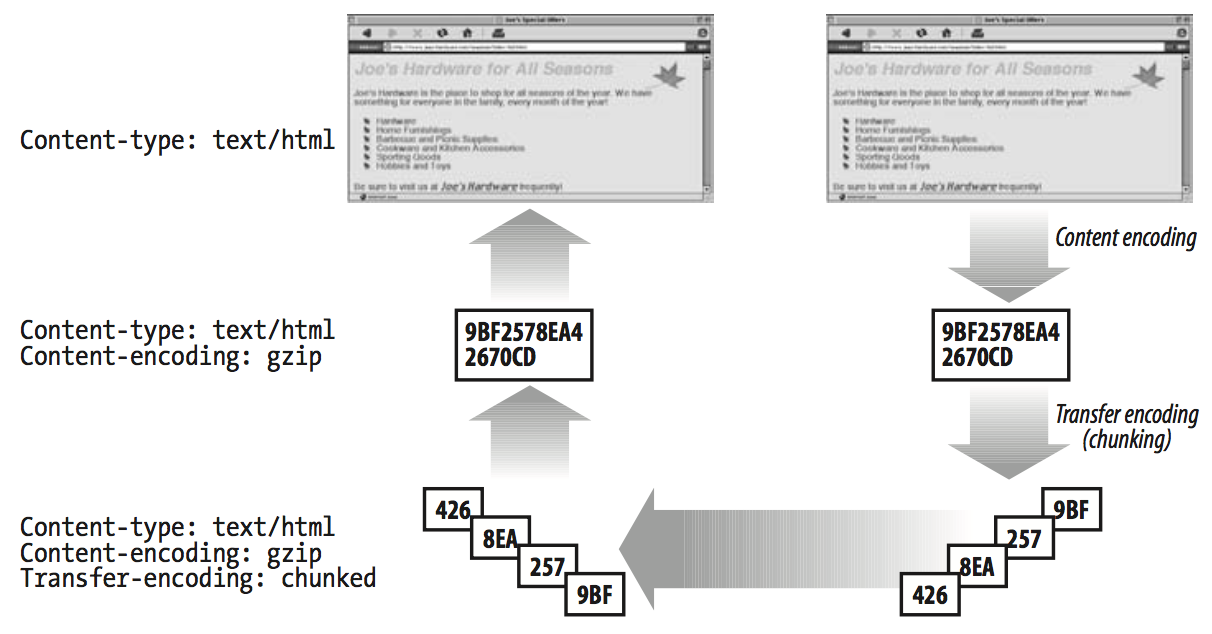 Joe's Special Offers
Joe's Special Offers
Joe's Hardware for All Seasons
Joe's Hardware is the place to shop for all seasons of the year. We have
something for everyone in the family, every month of the year!
Hardware
Home Furnishings
Barbecue and Picnic Supplies
Cookware and Kitchen Accessories
Sporting Goods
Hobbies and Toys
Be sure to visit us at Joe's Hardware frequently!
Joe's Hardware for All Seasons
Joe's Hardware is the place to shop for all seasons of the year. We have
something for everyone in the family, every month of the year!
Hardware
Home Furnishings
Barbecue and Picnic Supplies
Cookware and Kitchen Accessories
Sporting Goods
Hobbies and Toys
Be sure to visit us at Joe's Hardware frequently!
Content-type: text/html
Content encoding
Content-type: text/html
Content-encoding: gzip
9BF2578EA4
2670CD
9BF2578EA4
2670CD
Transfer encoding
(chunking)
Content-type: text/html
Content-encoding: gzip
Transfer-encoding: chunked
426
8EA
257
9BF
9BF
257
8EA
426